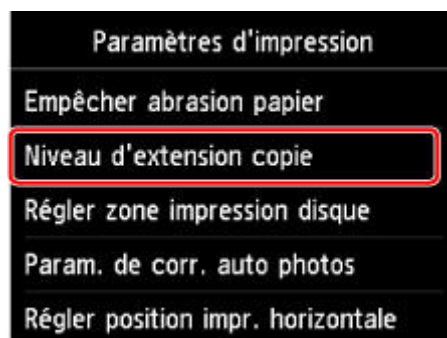 Paramètres d'impression
Empêcher abrasion papier
Niveau d'extension copie
Régler zone impression disque
Param. de corr. auto photos
Régler position impr. horizontale